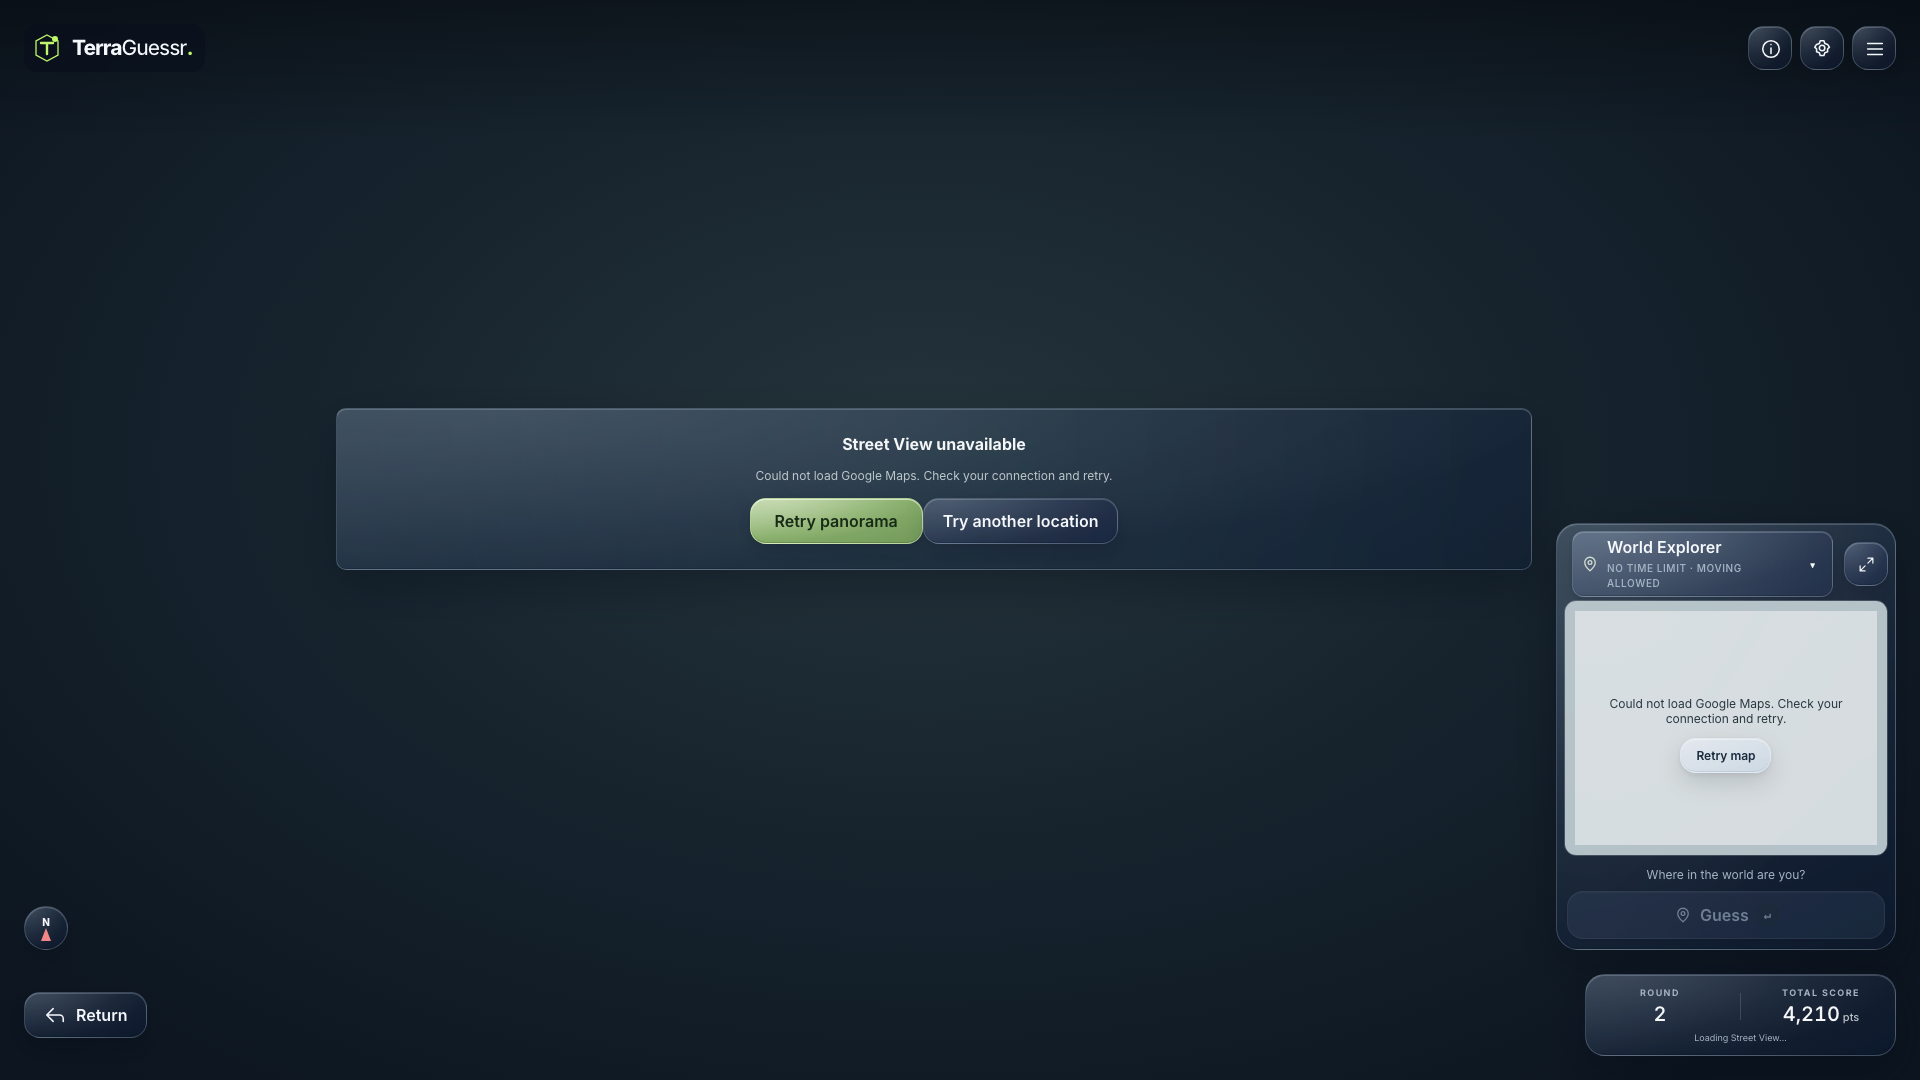 TerraGuessr.
Street View unavailable
Could not load Google Maps. Check your connection and retry.
Retry panorama
Try another location
World Explorer
NO TIME LIMIT · MOVING
ALLOWED
Could not load Google Maps. Check your
connection and retry.
Retry map
Where in the world are you?
Guess ↵
N
Return
ROUND
2
TOTAL SCORE
4,210 pts
Loading Street View...